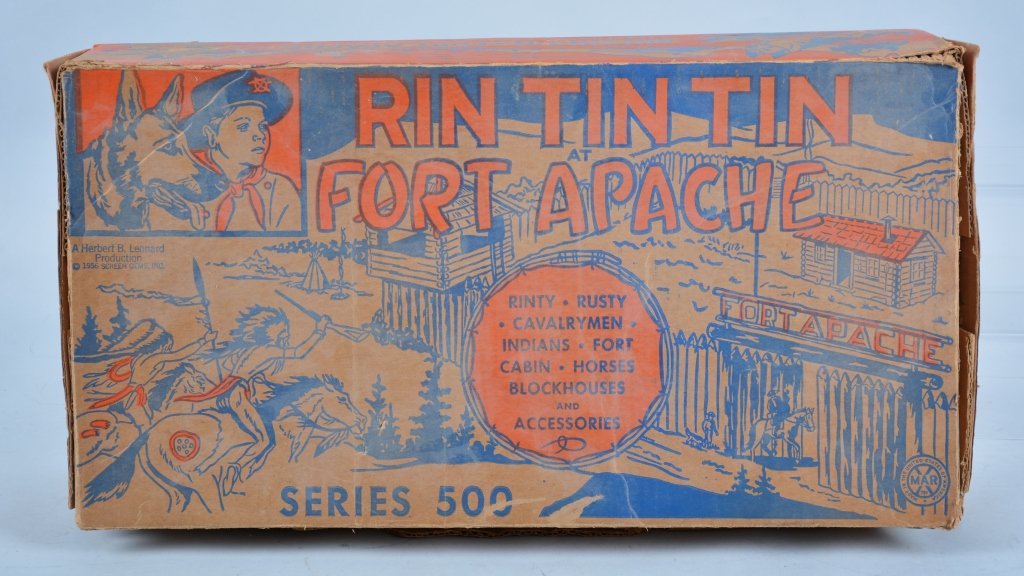 RIN TIN TIN
AT
FORT APACHE
A Herbert B. Leonard
Production
© 1956 SCREEN GEMS, INC.
RINTY • RUSTY
• CAVALRYMEN •
INDIANS • FORT
CABIN • HORSES
BLOCKHOUSES
AND
ACCESSORIES
FORT APACHE
SERIES 500
MAR